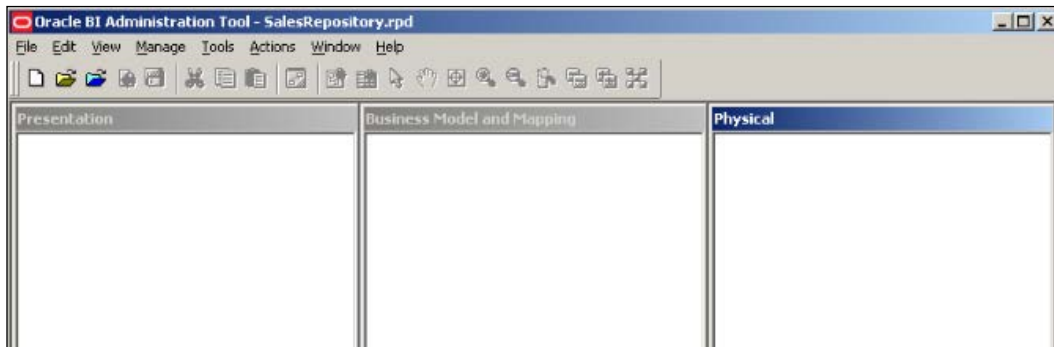 Oracle BI Administration Tool - SalesRepository.rpd
File Edit View Manage Tools Actions Window Help
Presentation
Business Model and Mapping
Physical